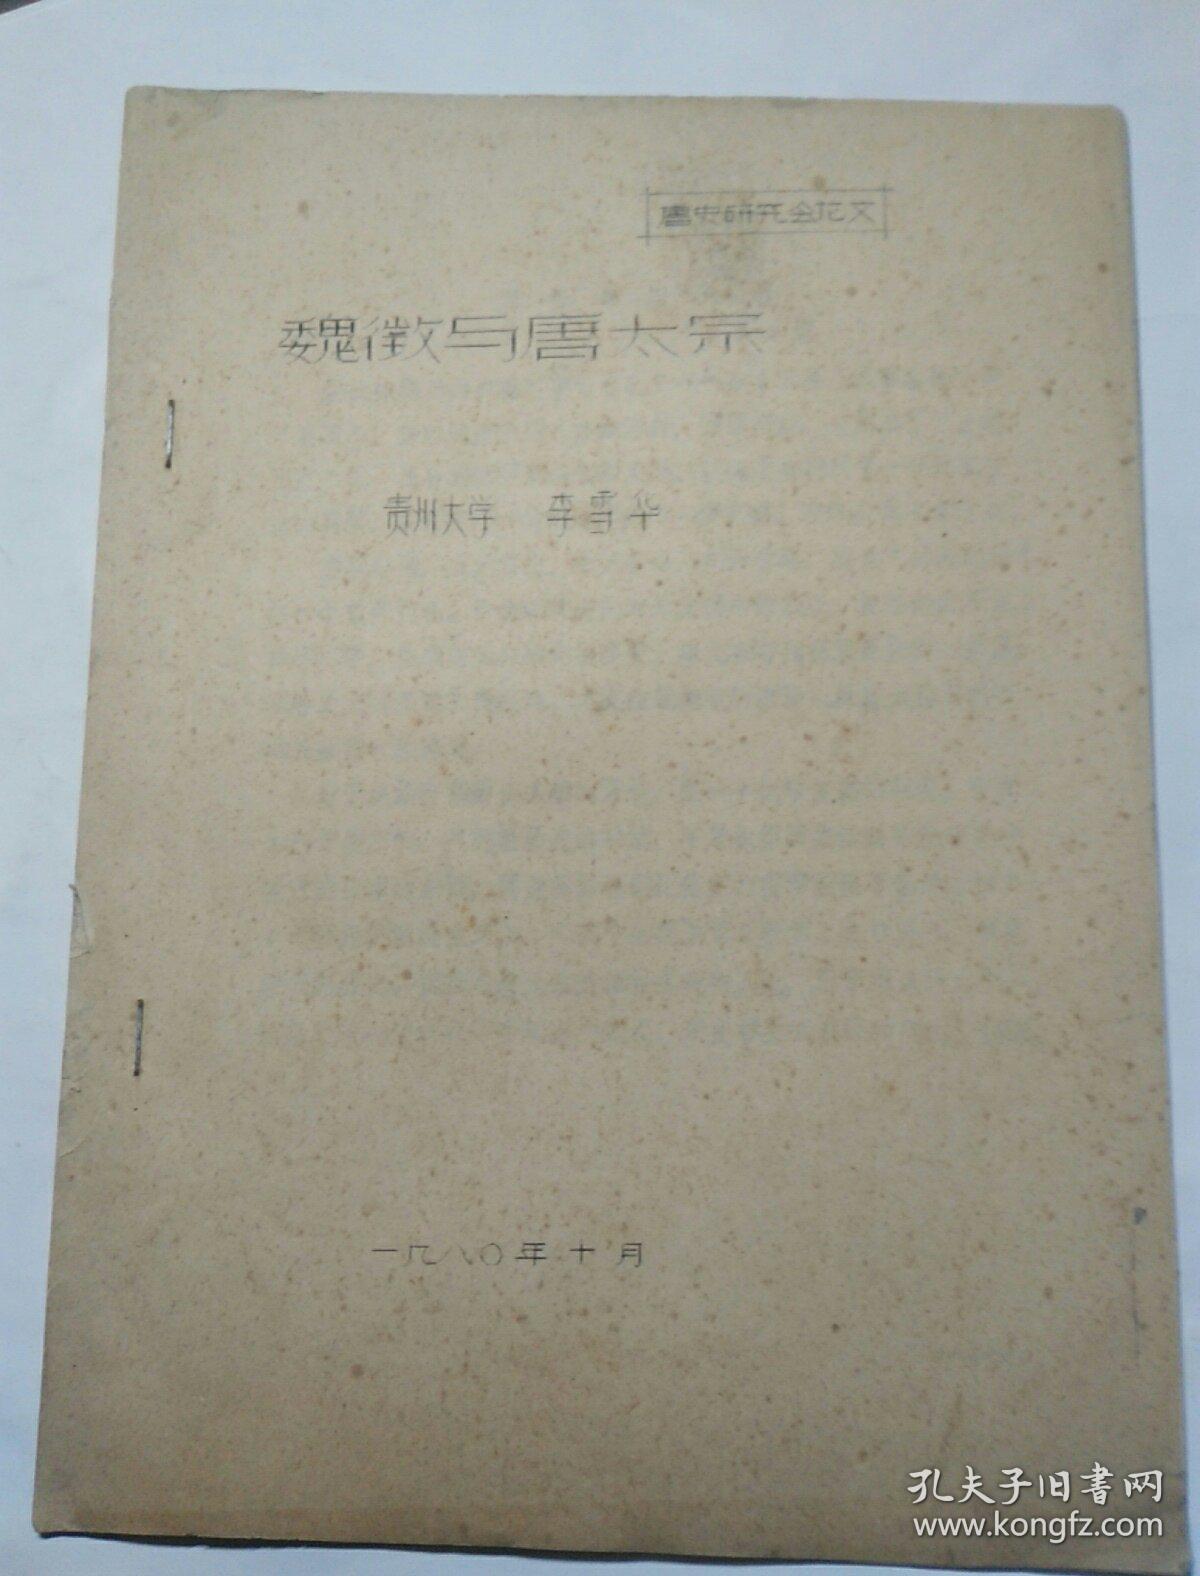 唐史研究会论文
魏徵与唐太宗
贵州大学 李雪华
一九八〇年十月
孔夫子旧书网
www.kongfz.com